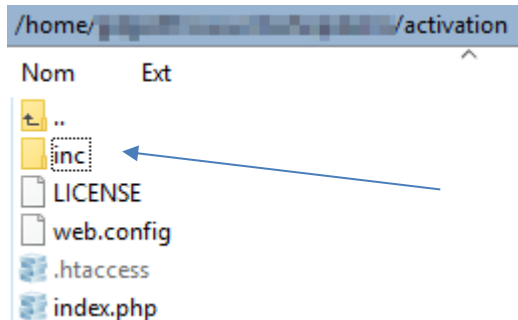 /home/ /activation
Nom Ext
..
inc
LICENSE
web.config
.htaccess
index.php